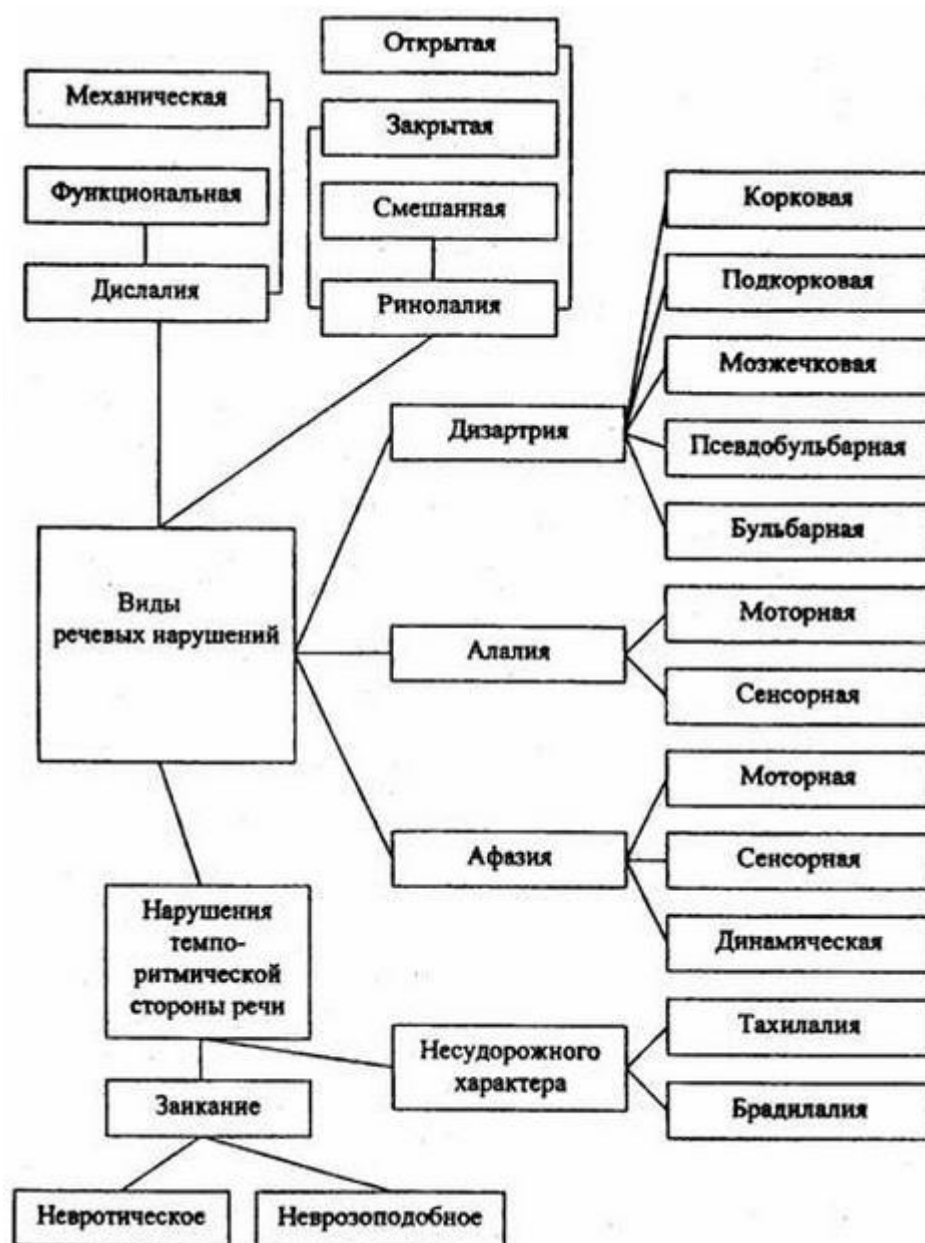 Открытая
Механическая
Закрытая
Функциональная
Смешанная
Корковая
Дислалия
Ринолалия
Подкорковая
Мозжечковая
Дизартрия
Псевдобульбарная
Бульбарная
Виды
речевых нарушений
Моторная
Алалия
Сенсорная
Моторная
Афазия
Сенсорная
Динамическая
Нарушения
темпо-
ритмической
стороны речи
Несудорожного
характера
Тахилалия
Брадилалия
Заикание
Невротическое
Неврозоподобное